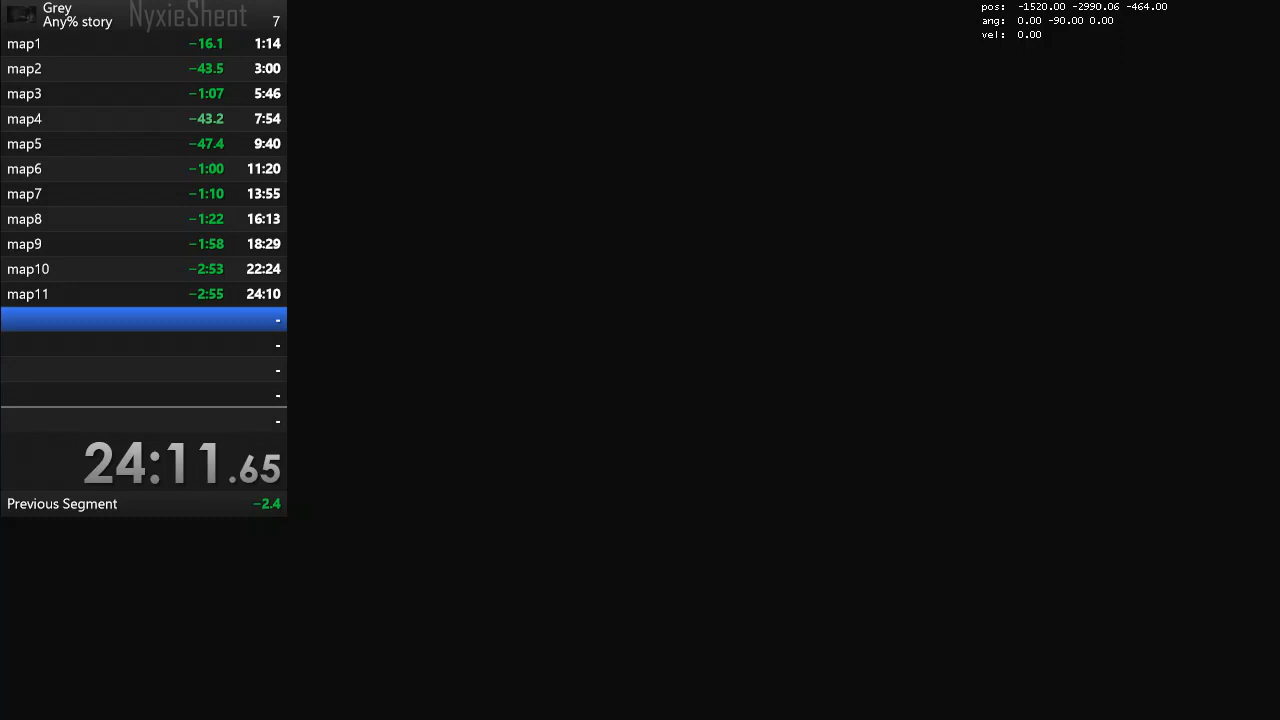 Grey
Any% story 7
NyxieSheot
map1 −16.1 1:14
map2 −43.5 3:00
map3 −1:07 5:46
map4 −43.2 7:54
map5 −47.4 9:40
map6 −1:00 11:20
map7 −1:10 13:55
map8 −1:22 16:13
map9 −1:58 18:29
map10 −2:53 22:24
map11 −2:55 24:10
-
-
-
-
-
24:11.65
Previous Segment −2.4
pos: -1520.00 -2990.06 -464.00
ang: 0.00 -90.00 0.00
vel: 0.00